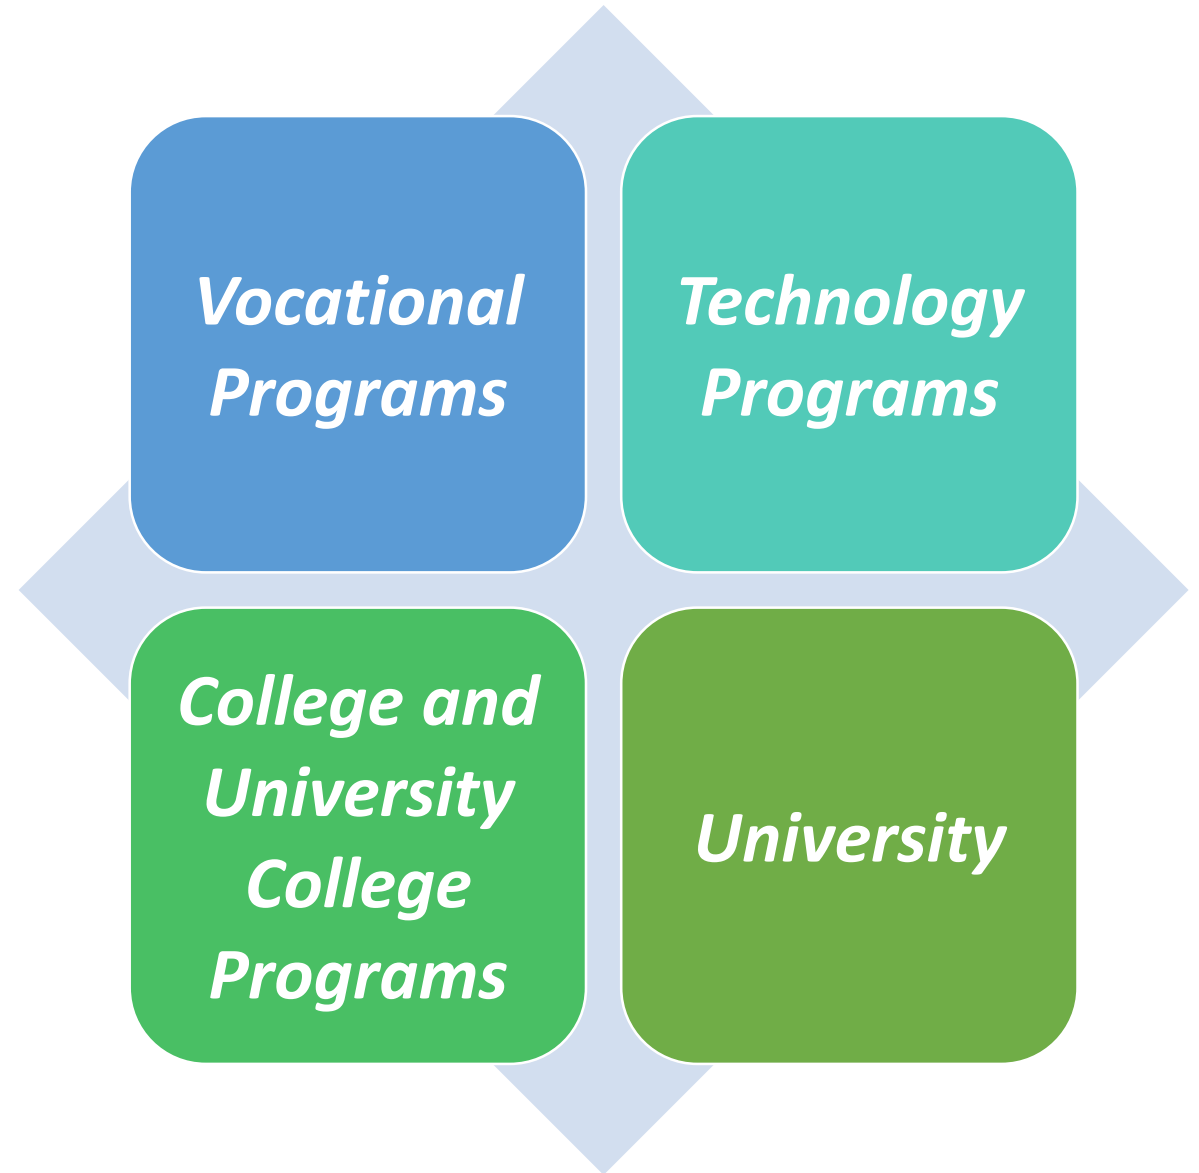 Vocational
Programs
Technology
Programs
College and
University
College
Programs
University